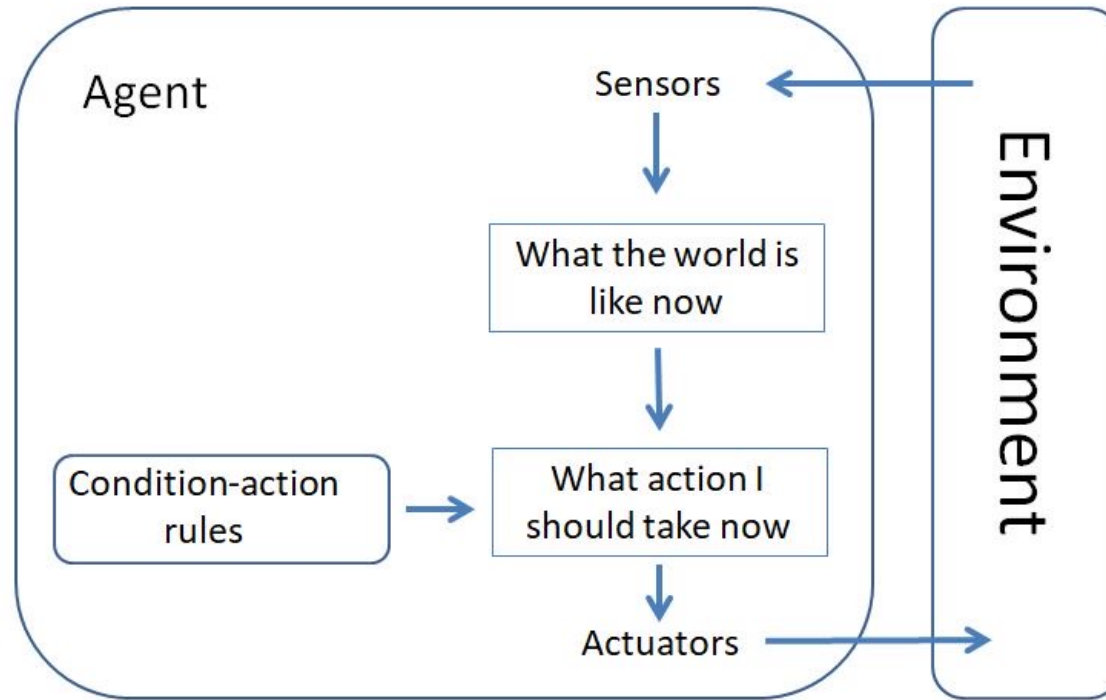 Agent
Sensors
Environment
What the world is
like now
Condition-action
rules
What action I
should take now
Actuators